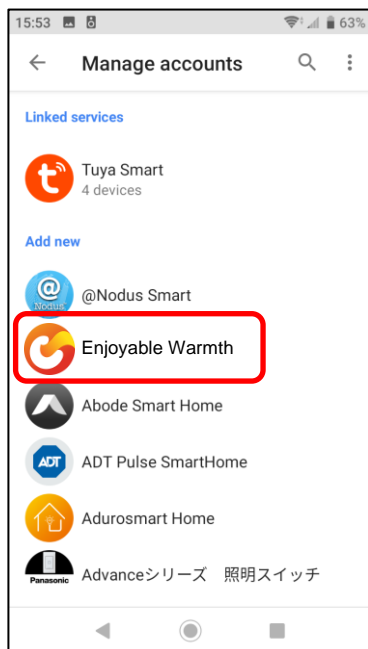 15:53 63%
Manage accounts
Linked services
Tuya Smart
4 devices
Add new
@
Nodus
@Nodus Smart
Enjoyable Warmth
Abode Smart Home
ADT
ADT Pulse SmartHome
Adurosmart Home
Panasonic
Advanceシリーズ　照明スイッチ